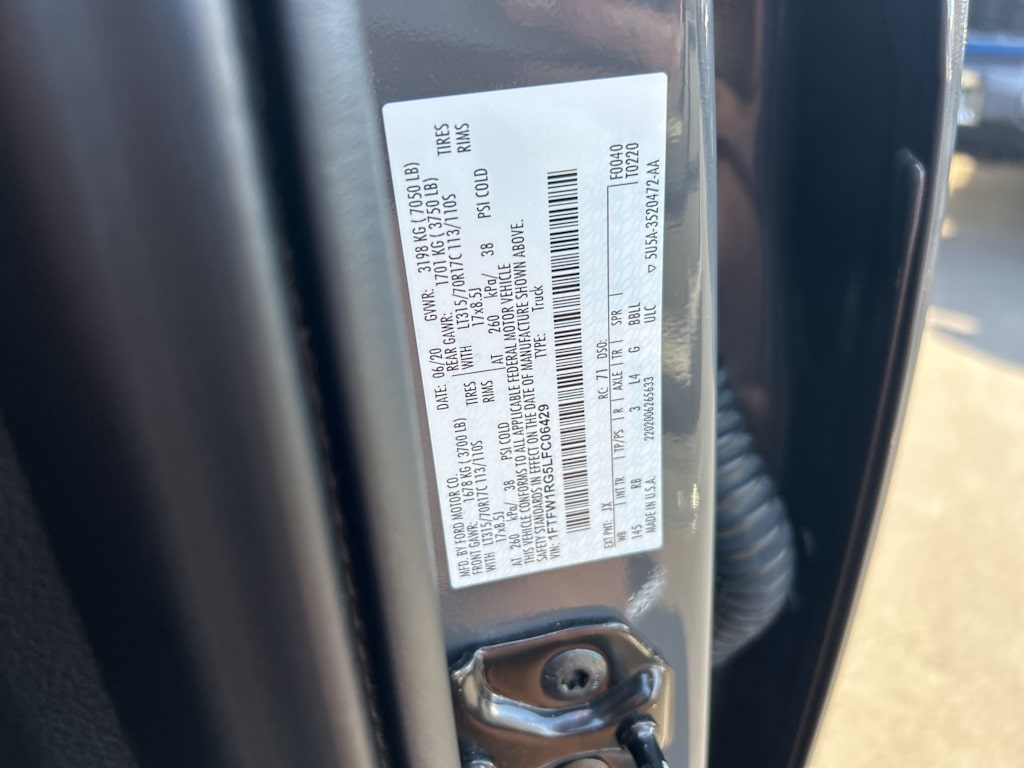 MFD. BY FORD MOTOR CO.
DATE: 06/20 GVWR: 3198 KG ( 7050 LB)
FRONT GAWR: 1678 KG ( 3700 LB) REAR GAWR: 1701 KG ( 3750 LB)
WITH LT315/70R17C 113/110S TIRES WITH LT315/70R17C 113/110S TIRES
17x8.5J RIMS 17x8.5J RIMS
AT 260 kPa/ 38 PSI COLD AT 260 kPa/ 38 PSI COLD
THIS VEHICLE CONFORMS TO ALL APPLICABLE FEDERAL MOTOR VEHICLE
SAFETY STANDARDS IN EFFECT ON THE DATE OF MANUFACTURE SHOWN ABOVE.
VIN: 1FTFW1RG5LFC06429 TYPE: Truck
EXT PNT: JX RC: 71 DSO: F0040
WB | INT TR | TP/PS | R | AXLE | TR | SPR | T0220
145 RB 3 L4 G BBLL
MADE IN U.S.A. 2202006265633 ULC ▽ 5U5A-3520472-AA